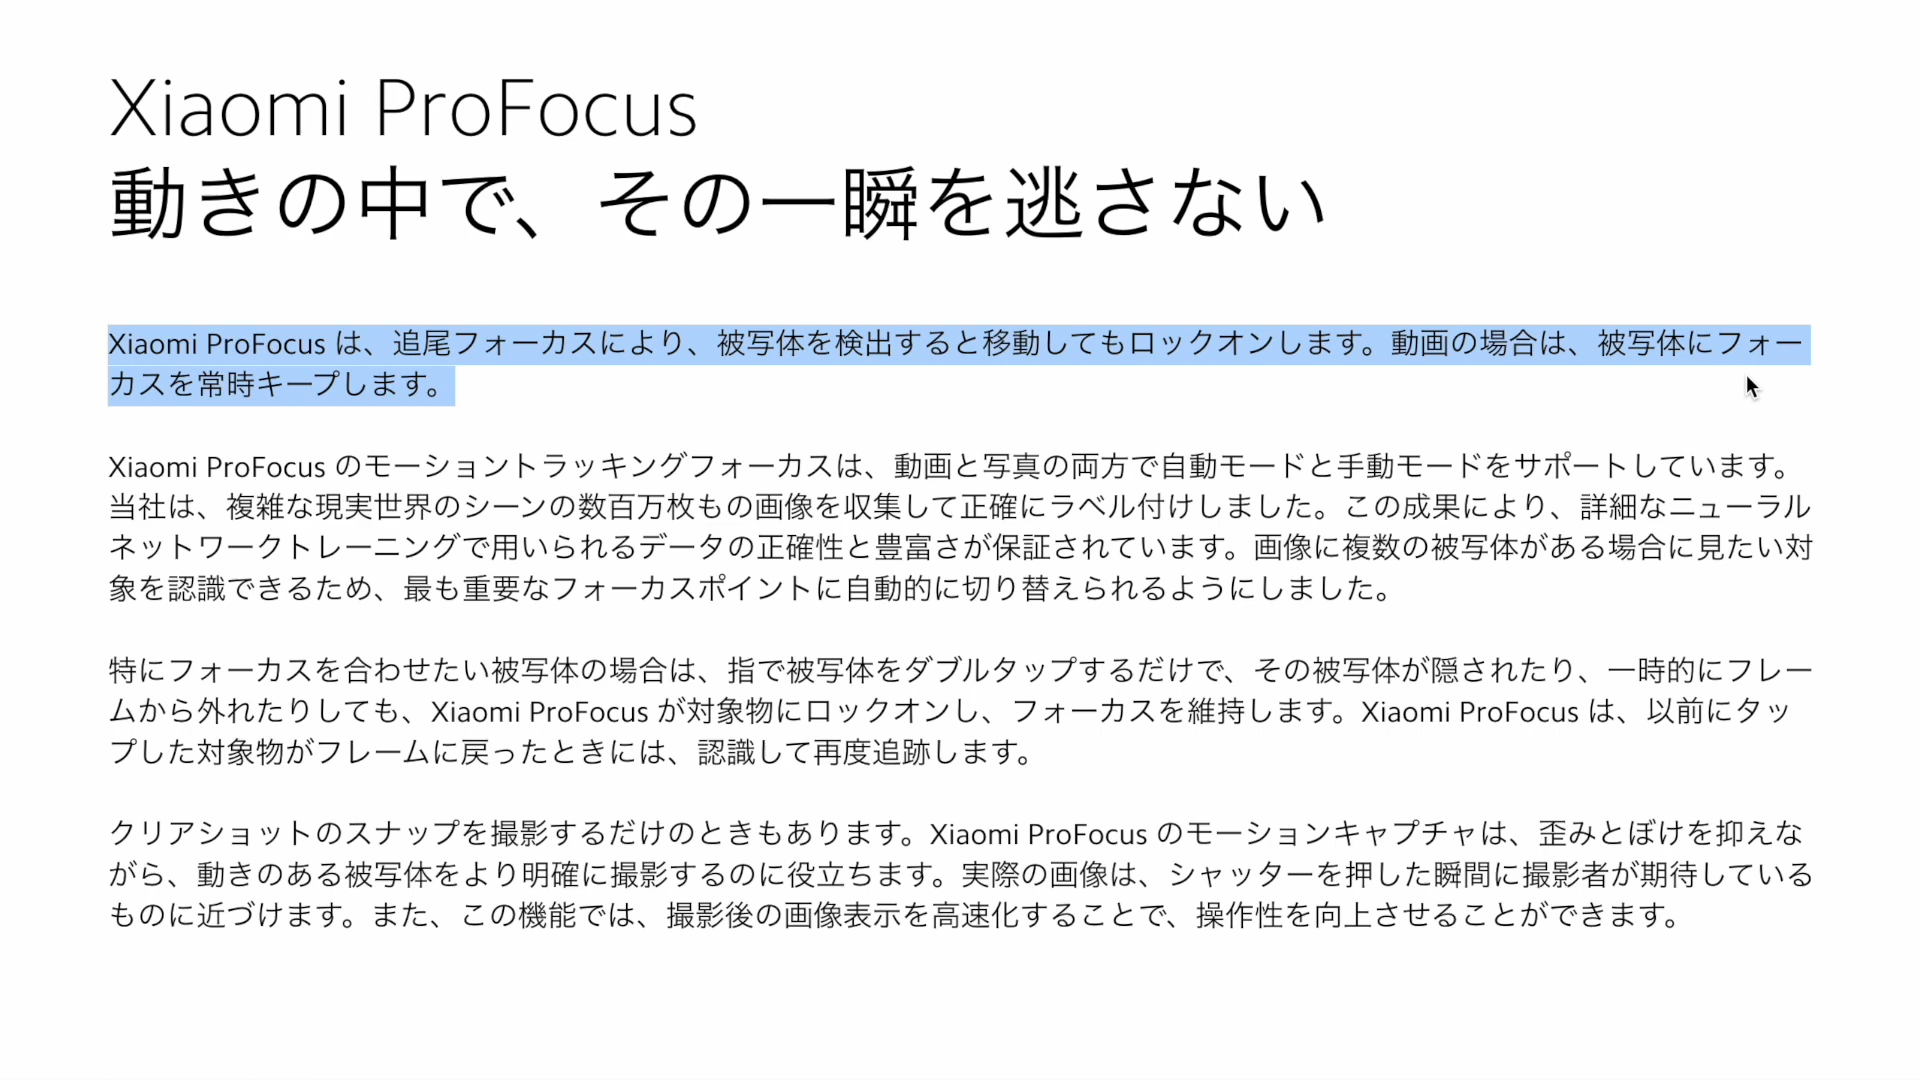 Xiaomi ProFocus
動きの中で、その一瞬を逃さない
Xiaomi ProFocus は、追尾フォーカスにより、被写体を検出すると移動してもロックオンします。動画の場合は、被写体にフォー
カスを常時キープします。
Xiaomi ProFocus のモーショントラッキングフォーカスは、動画と写真の両方で自動モードと手動モードをサポートしています。
当社は、複雑な現実世界のシーンの数百万枚もの画像を収集して正確にラベル付けしました。この成果により、詳細なニューラル
ネットワークトレーニングで用いられるデータの正確性と豊富さが保証されています。画像に複数の被写体がある場合に見たい対
象を認識できるため、最も重要なフォーカスポイントに自動的に切り替えられるようにしました。
特にフォーカスを合わせたい被写体の場合は、指で被写体をダブルタップするだけで、その被写体が隠されたり、一時的にフレー
ムから外れたりしても、Xiaomi ProFocus が対象物にロックオンし、フォーカスを維持します。Xiaomi ProFocus は、以前にタッ
プした対象物がフレームに戻ったときには、認識して再度追跡します。
クリアショットのスナップを撮影するだけのときもあります。Xiaomi ProFocus のモーションキャプチャは、歪みとぼけを抑えな
がら、動きのある被写体をより明確に撮影するのに役立ちます。実際の画像は、シャッターを押した瞬間に撮影者が期待している
ものに近づけます。また、この機能では、撮影後の画像表示を高速化することで、操作性を向上させることができます。